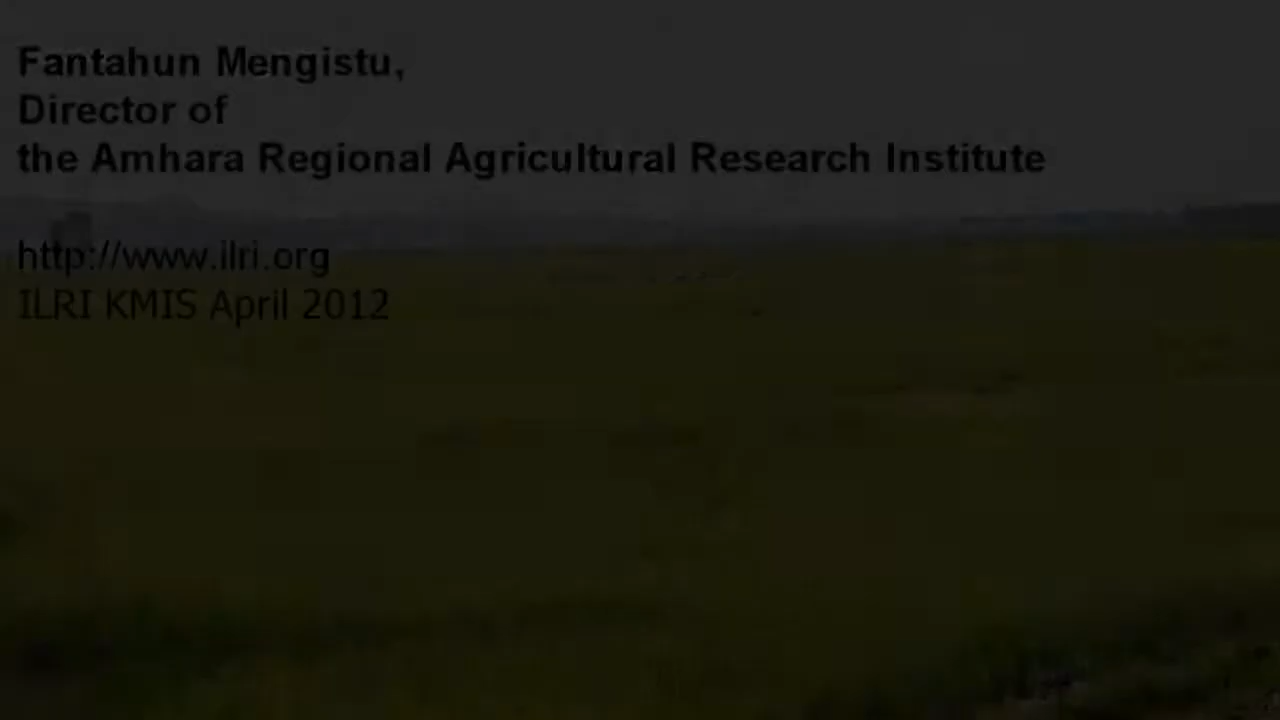 Fantahun Mengistu,
Director of
the Amhara Regional Agricultural Research Institute
http://www.ilri.org
ILRI KMIS April 2012